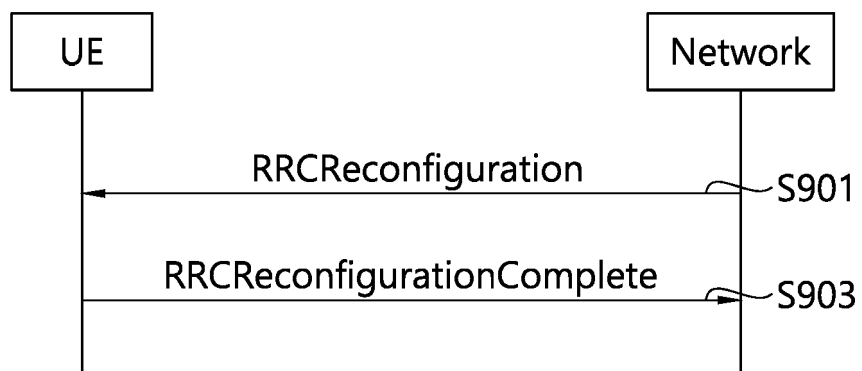 UE
Network
RRCReconfiguration
S901
RRCReconfigurationComplete
S903